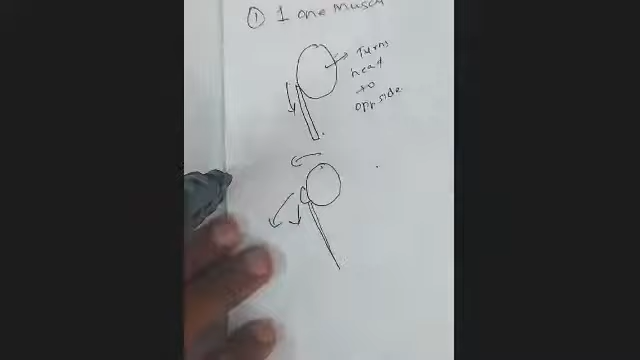 ① 1 one muscl
Turns
head
to
opp side